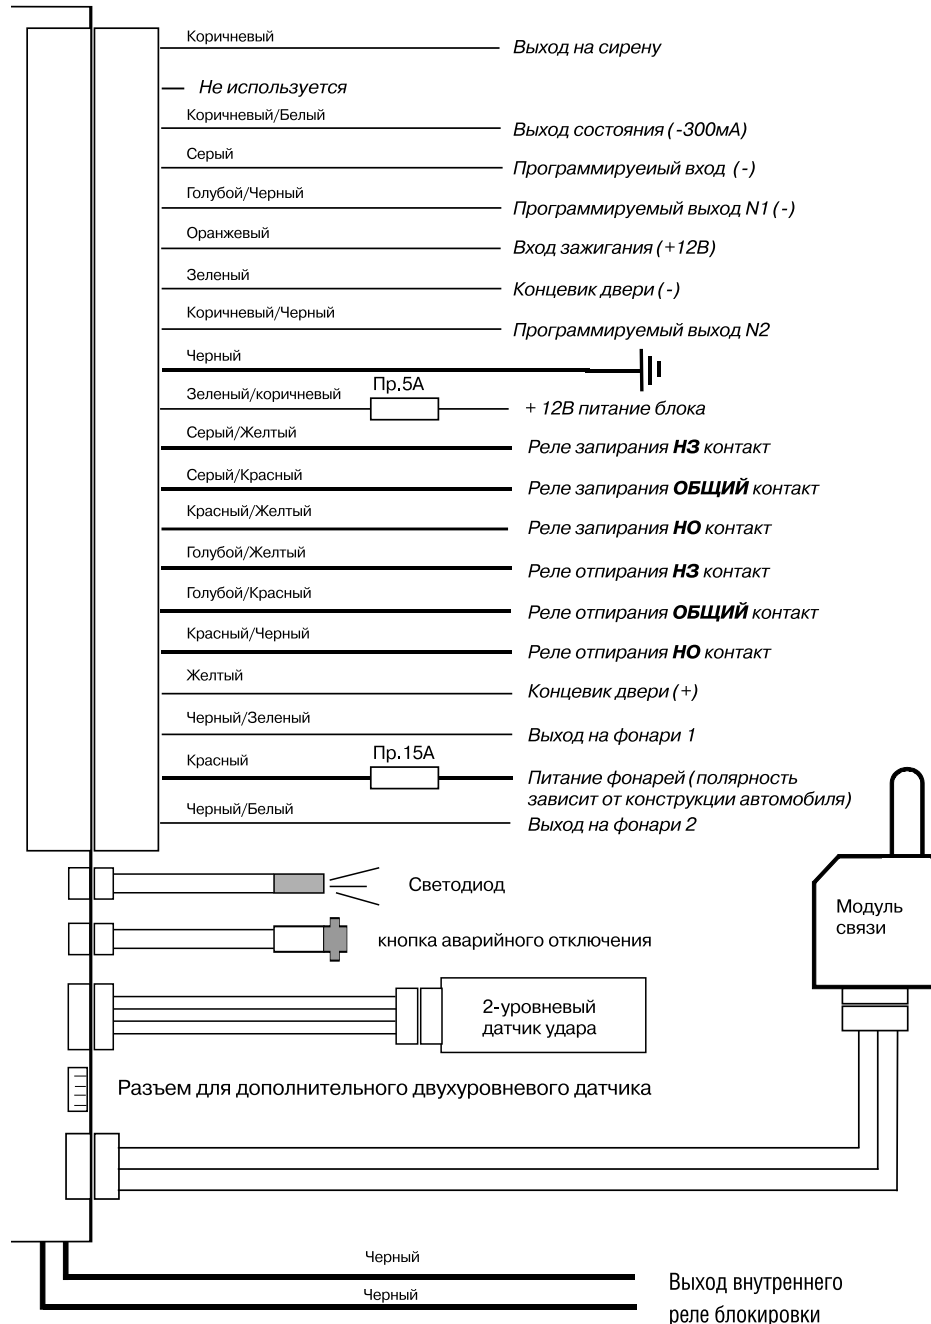 Коричневый
Выход на сирену
Не используется
Коричневый/Белый
Выход состояния (-300мА)
Серый
Программируеиый вход (-)
Голубой/Черный
Программируемый выход N1 (-)
Оранжевый
Вход зажигания (+12В)
Зеленый
Концевик двери (-)
Коричневый/Черный
Программируемый выход N2
Черный
Зеленый/коричневый
Пр.5А
+ 12В питание блока
Серый/Желтый
Реле запирания НЗ контакт
Серый/Красный
Реле запирания ОБЩИЙ контакт
Красный/Желтый
Реле запирания НО контакт
Голубой/Желтый
Реле отпирания НЗ контакт
Голубой/Красный
Реле отпирания ОБЩИЙ контакт
Красный/Черный
Реле отпирания НО контакт
Желтый
Концевик двери (+)
Черный/Зеленый
Выход на фонари 1
Красный
Пр.15А
Питание фонарей (полярность
зависит от конструкции автомобиля)
Черный/Белый
Выход на фонари 2
Светодиод
Модуль
связи
кнопка аварийного отключения
2-уровневый
датчик удара
Разъем для дополнительного двухуровневого датчика
Черный
Черный
Выход внутреннего
реле блокировки